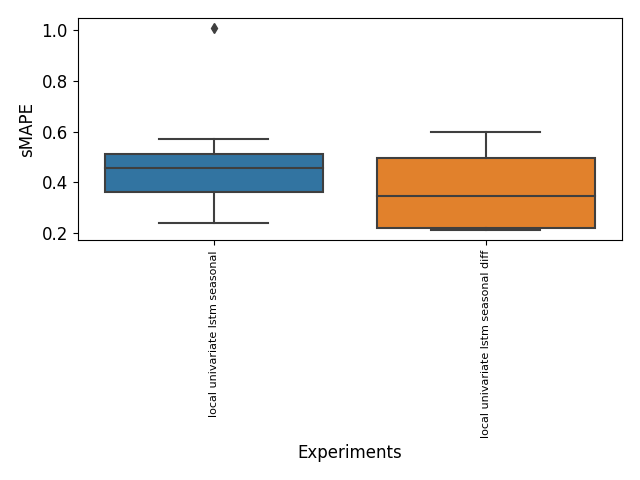 1.0
0.8
0.6
0.4
0.2
sMAPE
local univariate lstm seasonal
local univariate lstm seasonal diff
Experiments